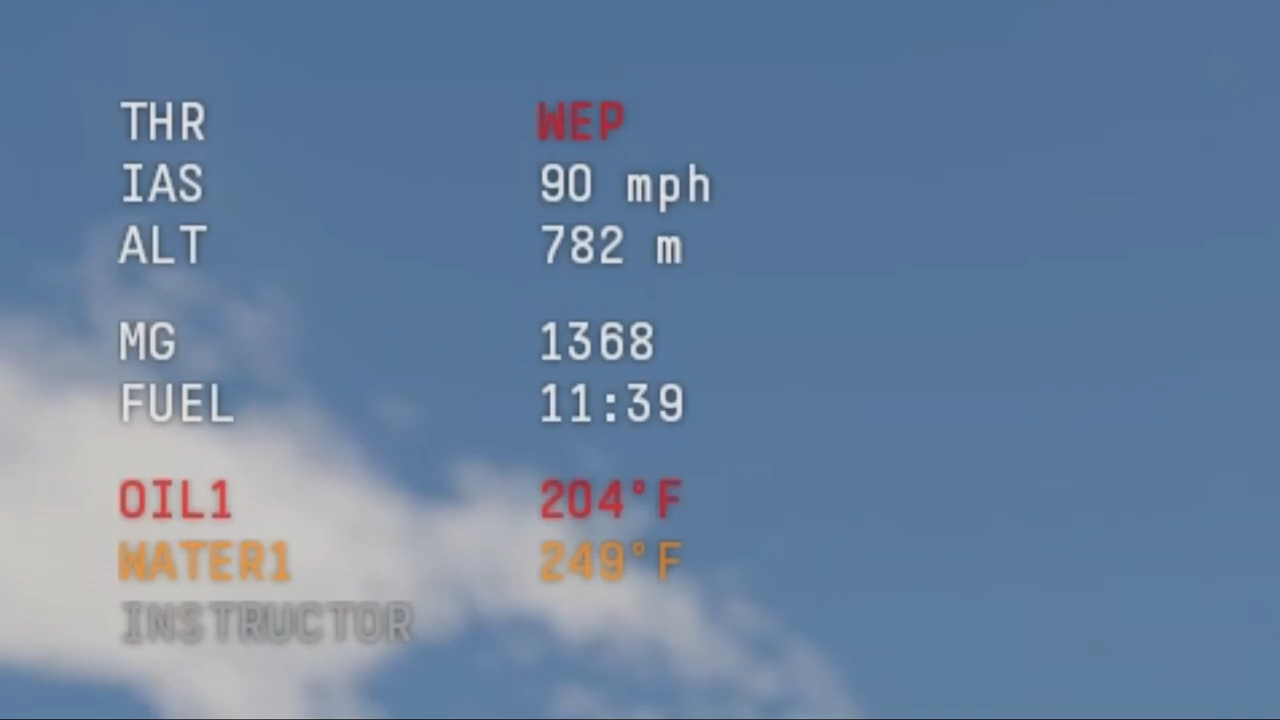 THR WEP
IAS 90 mph
ALT 782 m
MG 1368
FUEL 11:39
OIL1 204°F
WATER1 249°F
INSTRUCTOR